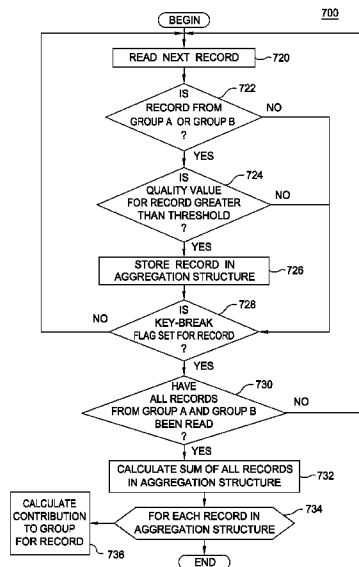 700
BEGIN
READ NEXT RECORD
720
IS
722
RECORD FROM
GROUP A OR GROUP B
?
NO
YES
IS
724
QUALITY VALUE
FOR RECORD GREATER
THAN THRESHOLD
?
NO
YES
STORE RECORD IN
AGGREGATION STRUCTURE
726
IS
728
KEY-BREAK
FLAG SET FOR RECORD
?
NO
YES
HAVE
730
ALL RECORDS
FROM GROUP A AND GROUP B
BEEN READ
?
NO
YES
CALCULATE SUM OF ALL RECORDS
IN AGGREGATION STRUCTURE
732
FOR EACH RECORD IN
AGGREGATION STRUCTURE
734
CALCULATE
CONTRIBUTION
TO GROUP
FOR RECORD
736
END